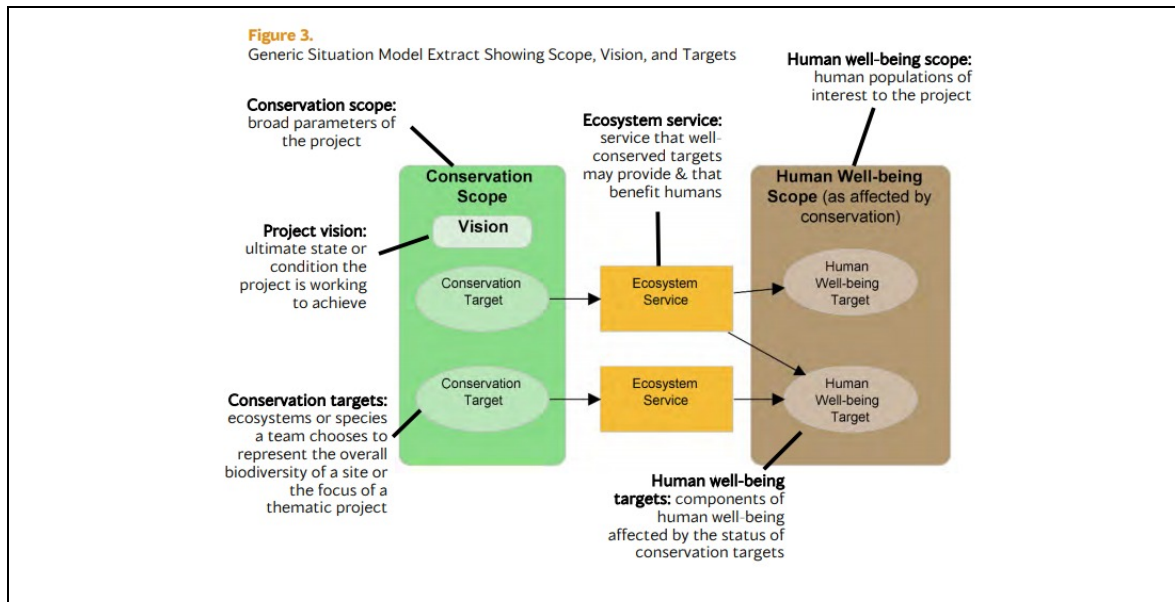 Figure 3.
Generic Situation Model Extract Showing Scope, Vision, and Targets
Conservation scope:
broad parameters of
the project
Ecosystem service:
service that well-
conserved targets
may provide & that
benefit humans
Human well-being scope:
human populations of
interest to the project
Project vision:
ultimate state or
condition the
project is working
to achieve
Conservation
Scope
Vision
Conservation
Target
Conservation
Target
Ecosystem
Service
Ecosystem
Service
Human Well-being
Scope (as affected by
conservation)
Human
Well-being
Target
Human
Well-being
Target
Conservation targets:
ecosystems or species
a team chooses to
represent the overall
biodiversity of a site or
the focus of a
thematic project
Human well-being
targets: components of
human well-being
affected by the status of
conservation targets